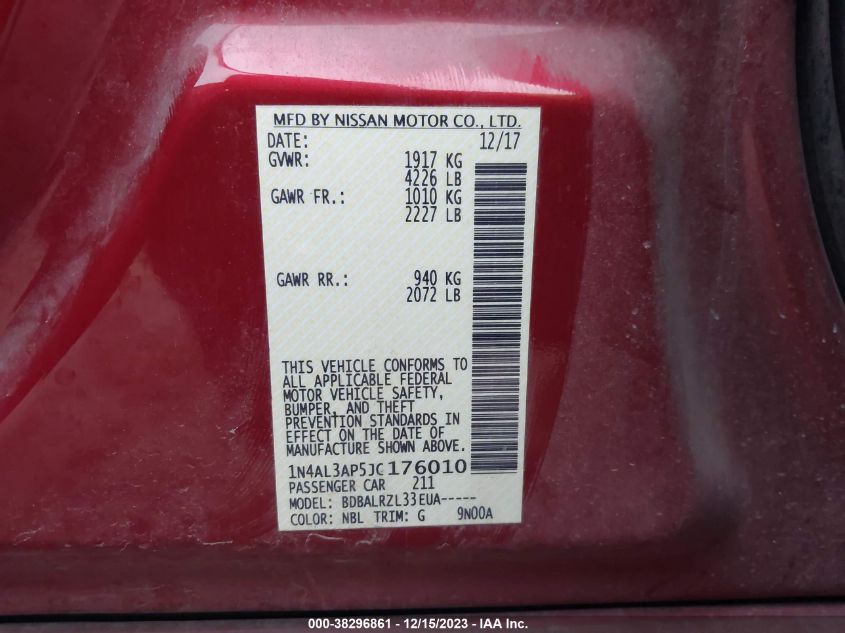 MFD BY NISSAN MOTOR CO., LTD.
DATE: 12/17
GVWR: 1917 KG
4226 LB
GAWR FR.: 1010 KG
2227 LB
GAWR RR.: 940 KG
2072 LB
THIS VEHICLE CONFORMS TO
ALL APPLICABLE FEDERAL
MOTOR VEHICLE SAFETY,
BUMPER, AND THEFT
PREVENTION STANDARDS IN
EFFECT ON THE DATE OF
MANUFACTURE SHOWN ABOVE.
1N4AL3AP5JC176010
PASSENGER CAR 211
MODEL: BDBALRZL33EUA-----
COLOR: NBL TRIM: G 9N00A
000-38296861 - 12/15/2023 - IAA Inc.